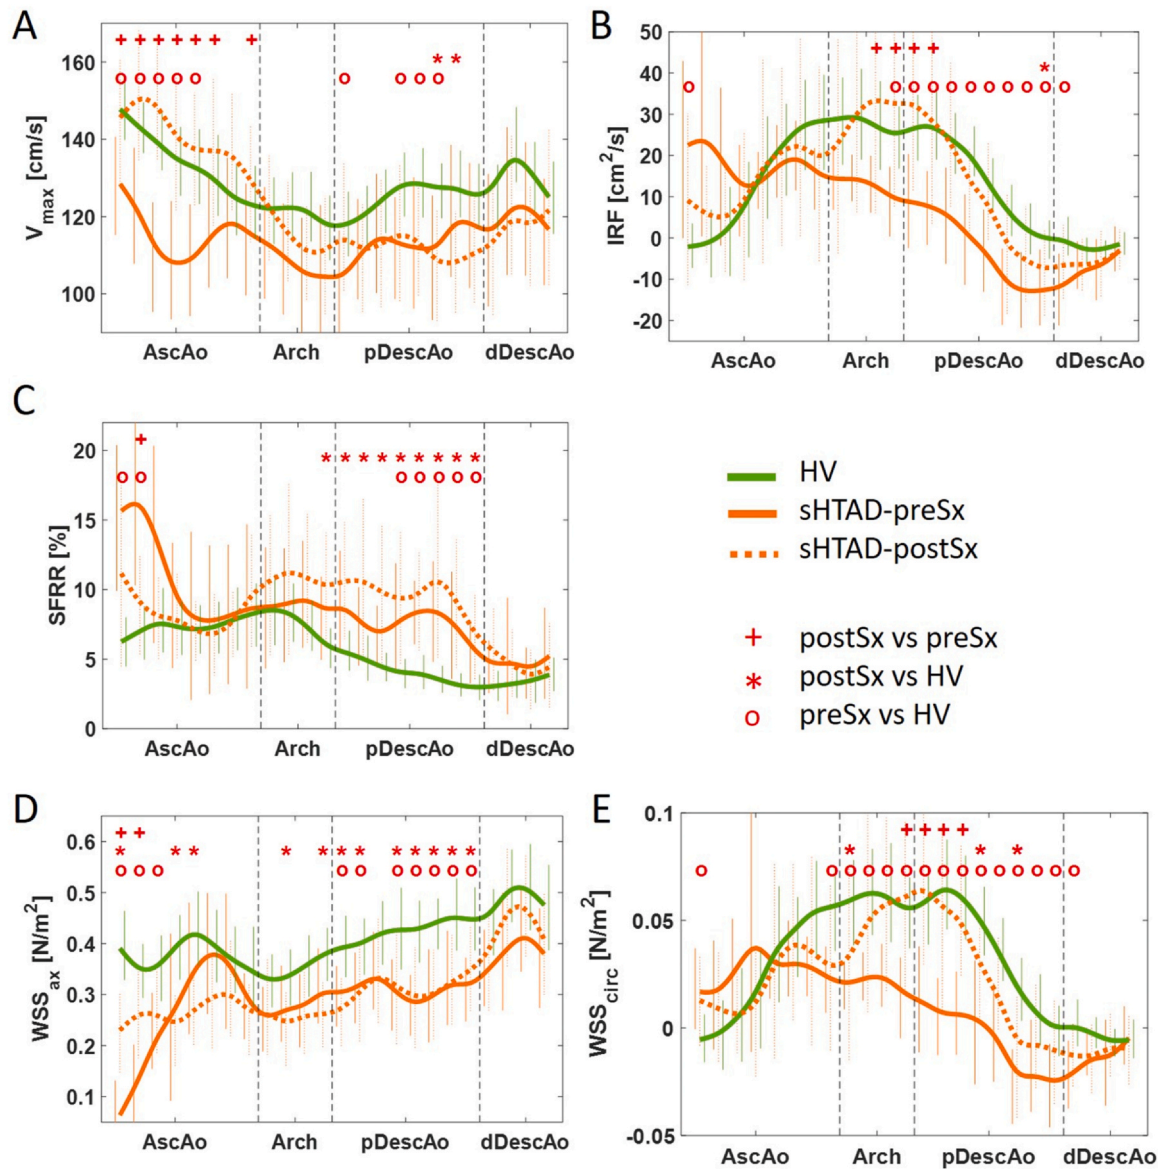 A
V_max [cm/s]
160
140
120
100
+ + + + + + +
* *
o o o o o o o o o
AscAo Arch pDescAo dDescAo
B
IRF [cm²/s]
50
40
30
20
10
0
-10
-20
+ + + +
*
o o o o o o o o o o o
AscAo Arch pDescAo dDescAo
C
SFRR [%]
20
15
10
5
0
+
* * * * * * * * *
o o o o o o o
AscAo Arch pDescAo dDescAo
HV
sHTAD-preSx
sHTAD-postSx
+ postSx vs preSx
* postSx vs HV
o preSx vs HV
D
WSS_ax [N/m²]
0.6
0.5
0.4
0.3
0.2
0.1
+ +
* * * * * * * * * * * *
o o o o o o o o o o
AscAo Arch pDescAo dDescAo
E
WSS_circ [N/m²]
0.1
0.05
0
-0.05
+ + + +
* * *
o o o o o o o o o o o o o o o
AscAo Arch pDescAo dDescAo